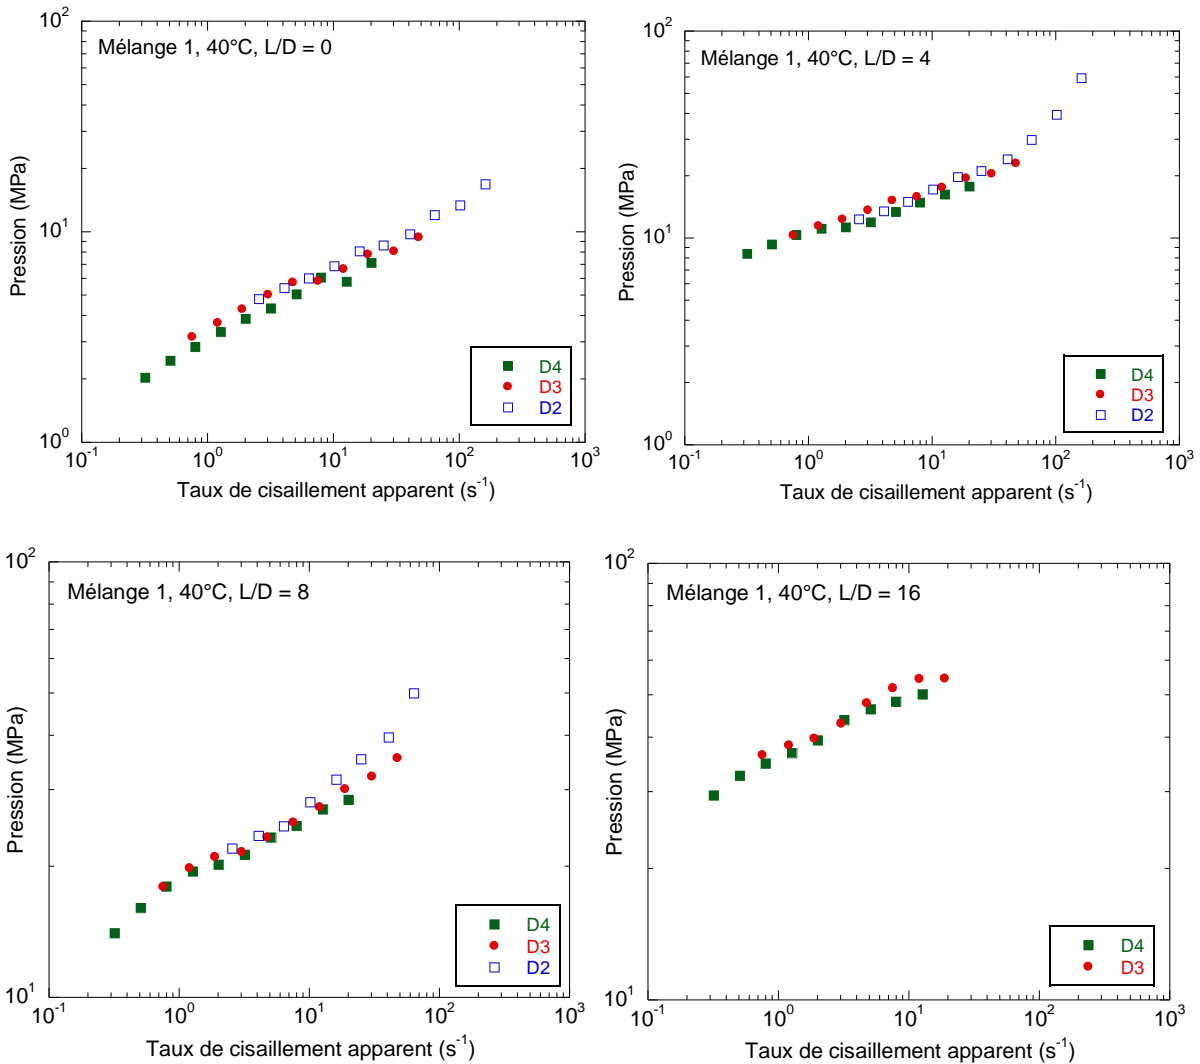 Mélange 1, 40°C, L/D = 0
Pression (MPa)
10²
10¹
10⁰
10⁻¹ 10⁰ 10¹ 10² 10³
Taux de cisaillement apparent (s⁻¹)
D4
D3
D2
Mélange 1, 40°C, L/D = 4
Pression (MPa)
10²
10¹
10⁰
10⁻¹ 10⁰ 10¹ 10² 10³
Taux de cisaillement apparent (s⁻¹)
D4
D3
D2
Mélange 1, 40°C, L/D = 8
Pression (MPa)
10²
10¹
10⁻¹ 10⁰ 10¹ 10² 10³
Taux de cisaillement apparent (s⁻¹)
D4
D3
D2
Mélange 1, 40°C, L/D = 16
Pression (MPa)
10²
10¹
10⁻¹ 10⁰ 10¹ 10² 10³
Taux de cisaillement apparent (s⁻¹)
D4
D3